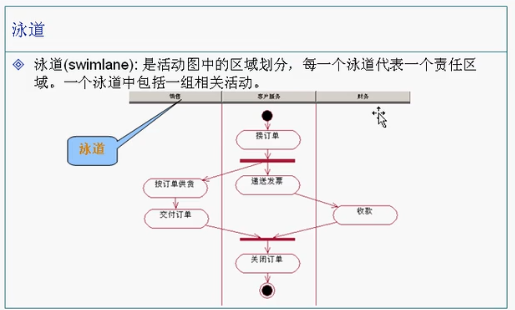 泳道
泳道(swimlane): 是活动图中的区域划分，每一个泳道代表一个责任区
域。一个泳道中包括一组相关活动。
销售
客户服务
财务
接订单
泳道
按订单供货
递送发票
交付订单
收款
关闭订单